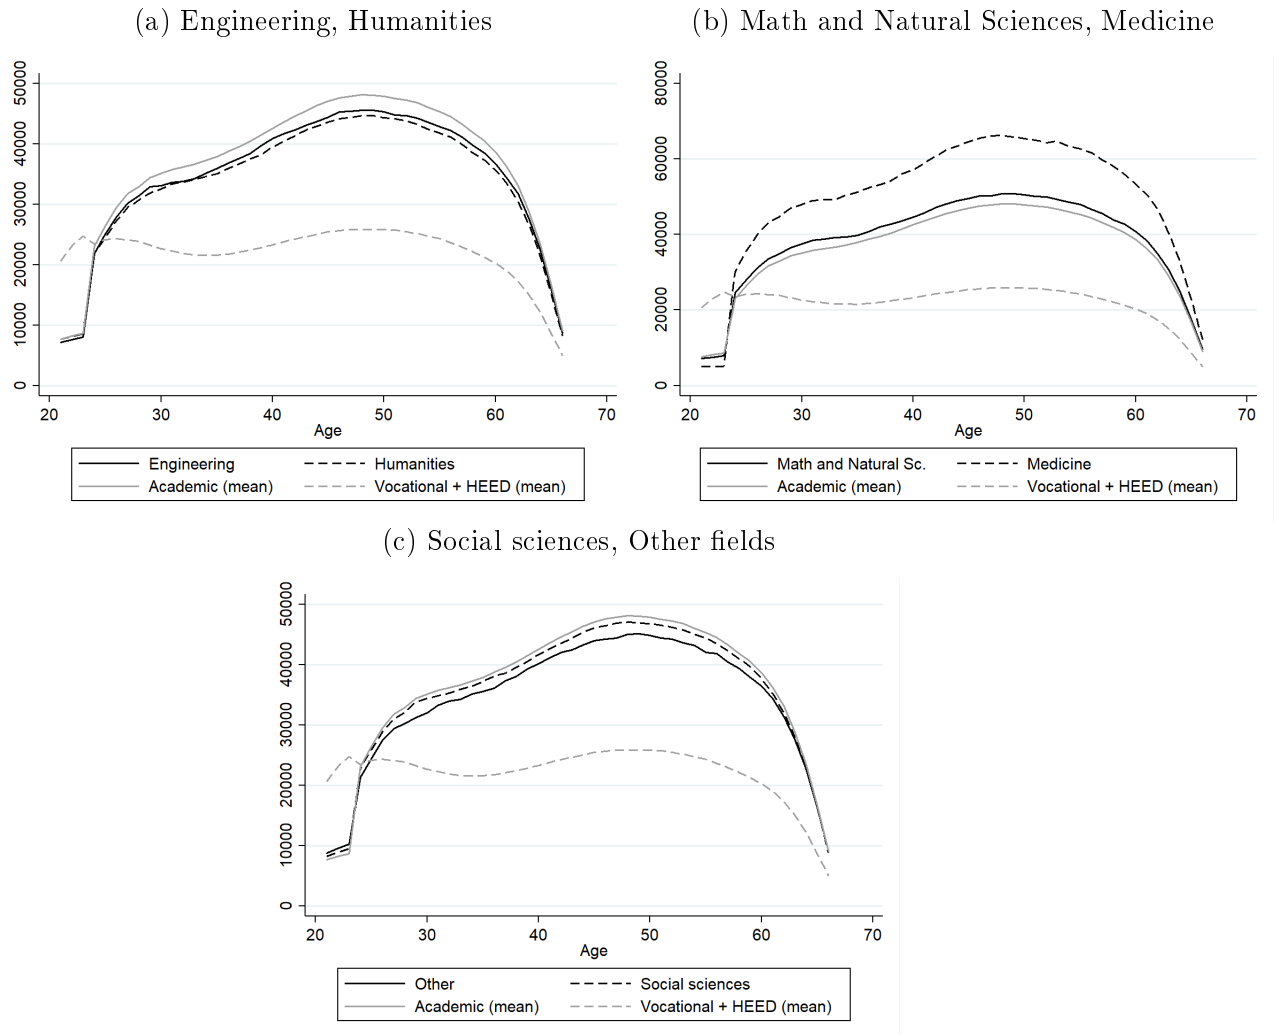 (a) Engineering, Humanities
50000
40000
30000
20000
10000
0
20 30 40 50 60 70
Age
Engineering Humanities
Academic (mean) Vocational + HEED (mean)
(b) Math and Natural Sciences, Medicine
80000
60000
40000
20000
0
20 30 40 50 60 70
Age
Math and Natural Sc. Medicine
Academic (mean) Vocational + HEED (mean)
(c) Social sciences, Other fields
50000
40000
30000
20000
10000
0
20 30 40 50 60 70
Age
Other Social sciences
Academic (mean) Vocational + HEED (mean)